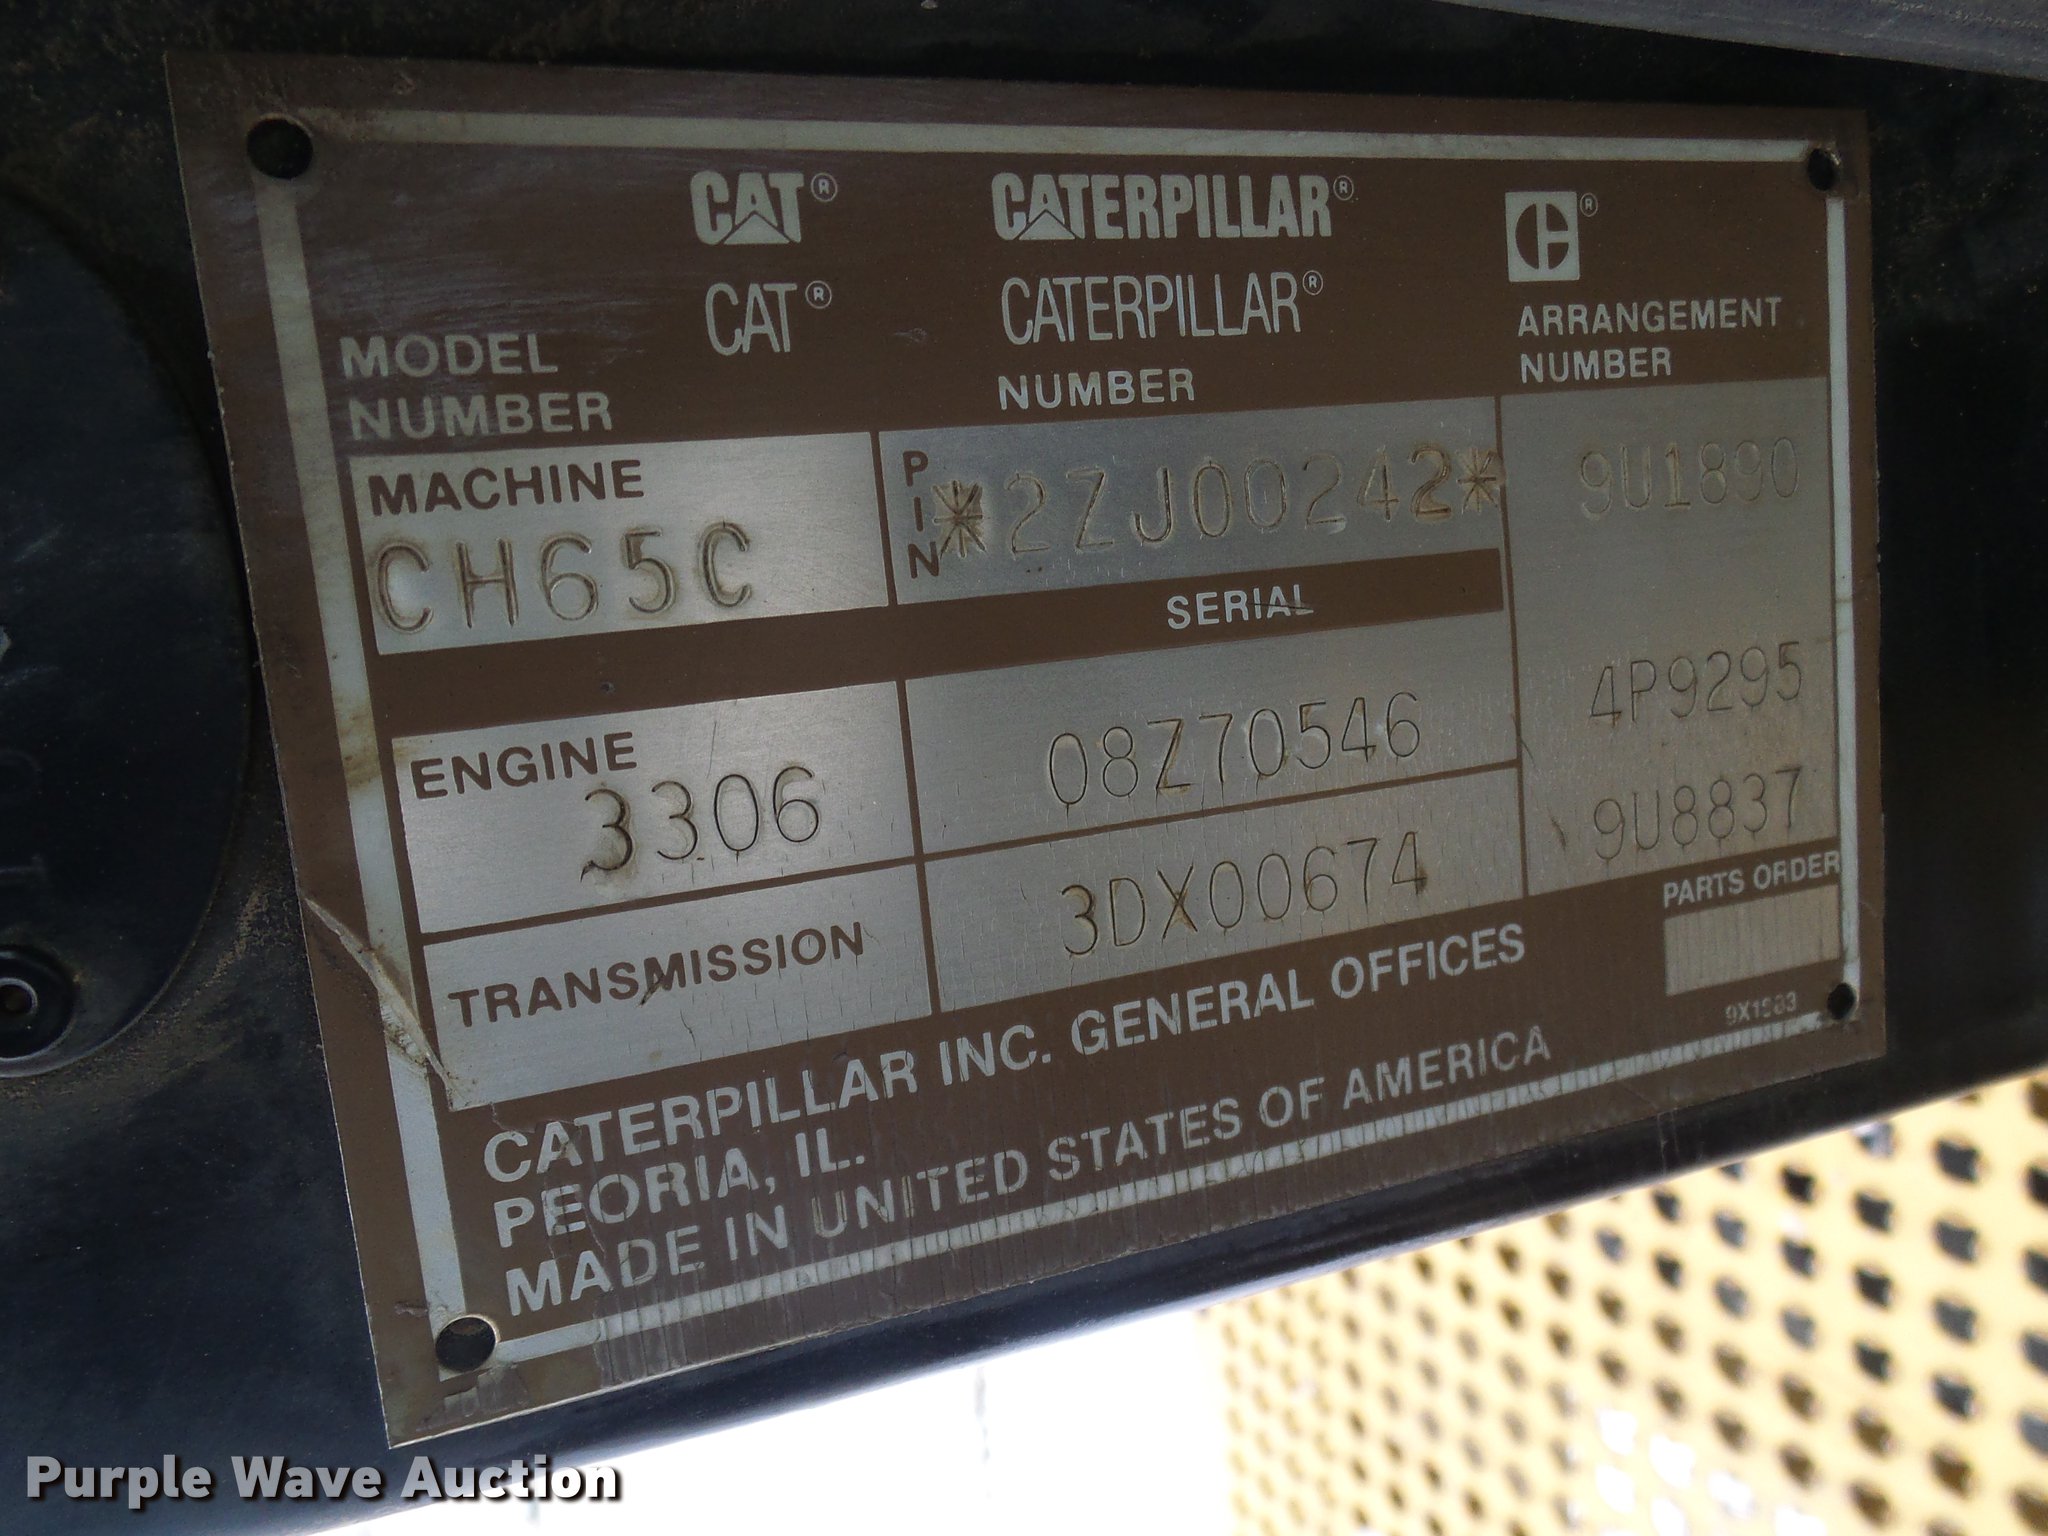 CAT® CATERPILLAR®
CAT® CATERPILLAR®
MODEL NUMBER
NUMBER
ARRANGEMENT NUMBER
MACHINE
CH65C
PIN
*2ZJ00242*
9U1890
SERIAL
ENGINE
3306
08Z70546
4P9295
TRANSMISSION
3DX00674
9U8837
PARTS ORDER
CATERPILLAR INC. GENERAL OFFICES
PEORIA, IL.
MADE IN UNITED STATES OF AMERICA
Purple Wave Auction